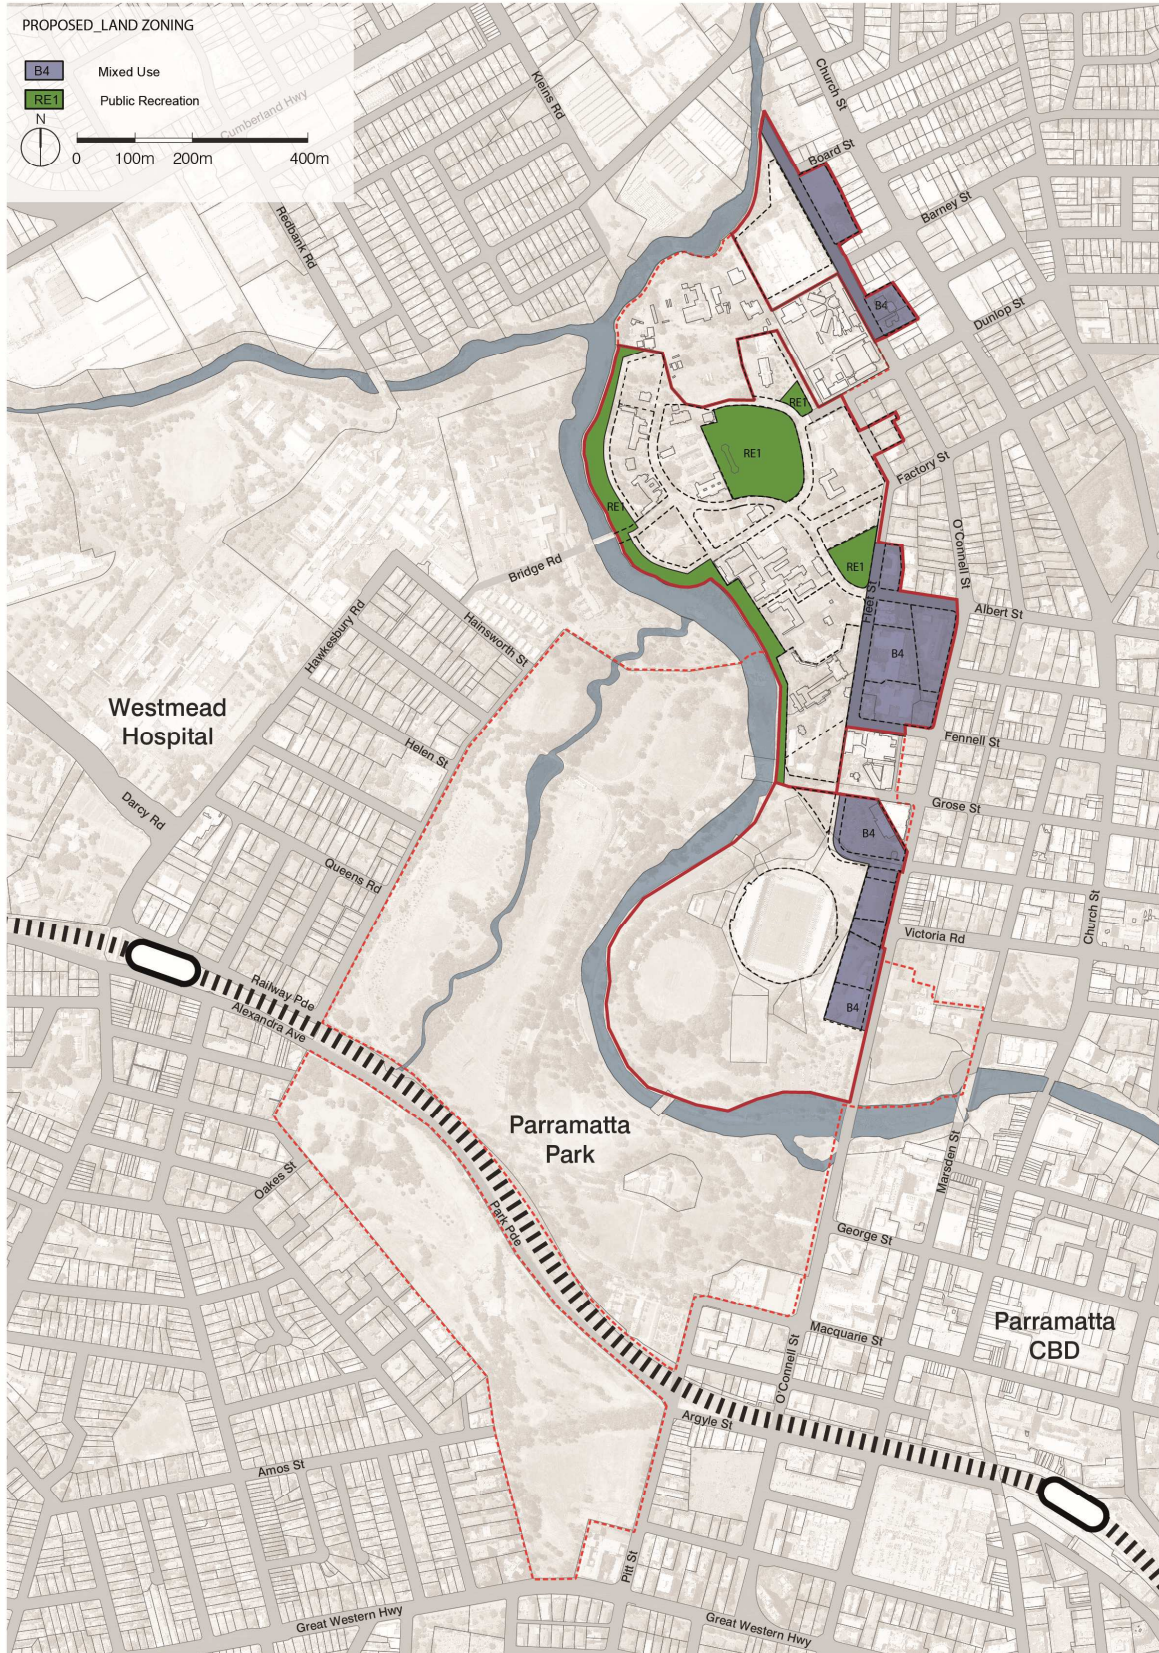 PROPOSED_LAND ZONING
B4 Mixed Use
RE1 Public Recreation
N
0 100m 200m 400m
Cumberland Hwy
Kleins Rd
Church St
Board St
Barney St
Redbank Rd
B4
Dunlop St
RE1
RE1
Factory St
RE1
O'Connell St
Bridge Rd
RE1
Fleet St
Albert St
Hawkesbury Rd
Hainsworth St
B4
Westmead
Hospital
Helen St
Fennell St
Darcy Rd
Grose St
B4
Queens Rd
Church St
Victoria Rd
Railway Pde
Alexandra Ave
B4
Parramatta
Park
Marsden St
Oakes St
Park Pde
George St
Parramatta
CBD
Macquarie St
O'Connell St
Argyle St
Amos St
Pitt St
Great Western Hwy
Great Western Hwy